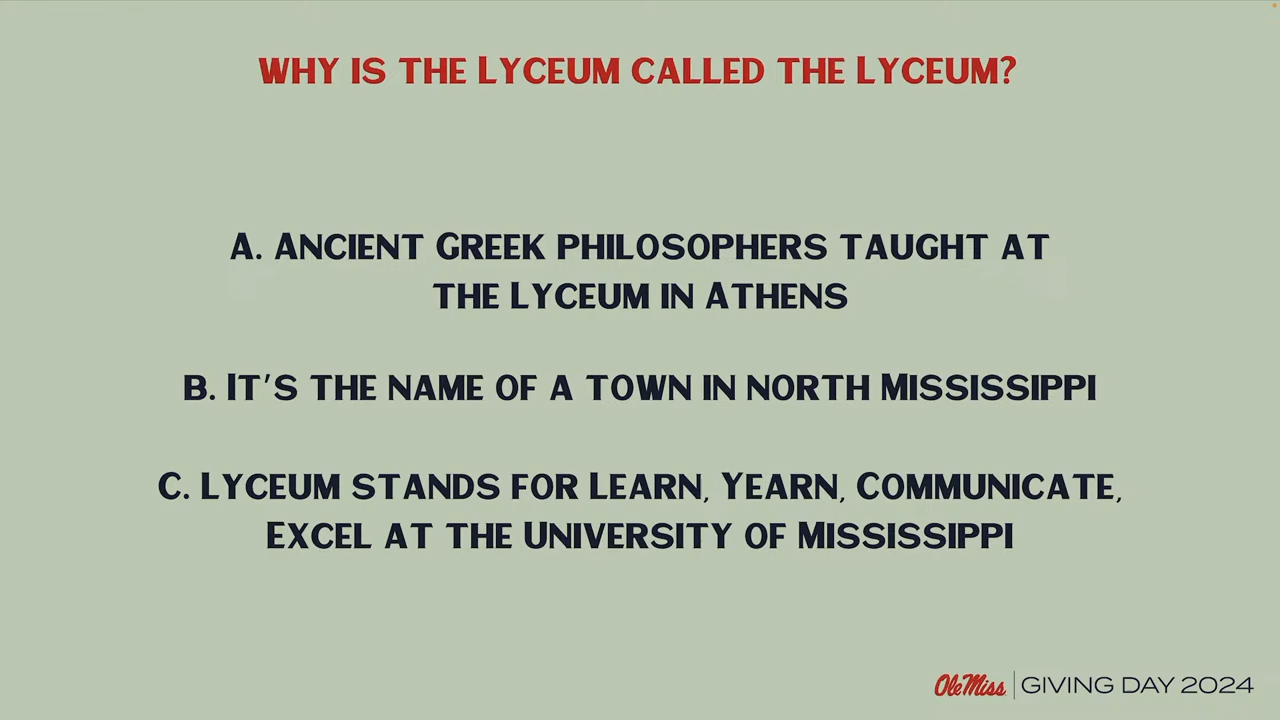 WHY IS THE LYCEUM CALLED THE LYCEUM?
A. ANCIENT GREEK PHILOSOPHERS TAUGHT AT
THE LYCEUM IN ATHENS
B. IT'S THE NAME OF A TOWN IN NORTH MISSISSIPPI
C. LYCEUM STANDS FOR LEARN, YEARN, COMMUNICATE,
EXCEL AT THE UNIVERSITY OF MISSISSIPPI
Ole Miss | GIVING DAY 2024